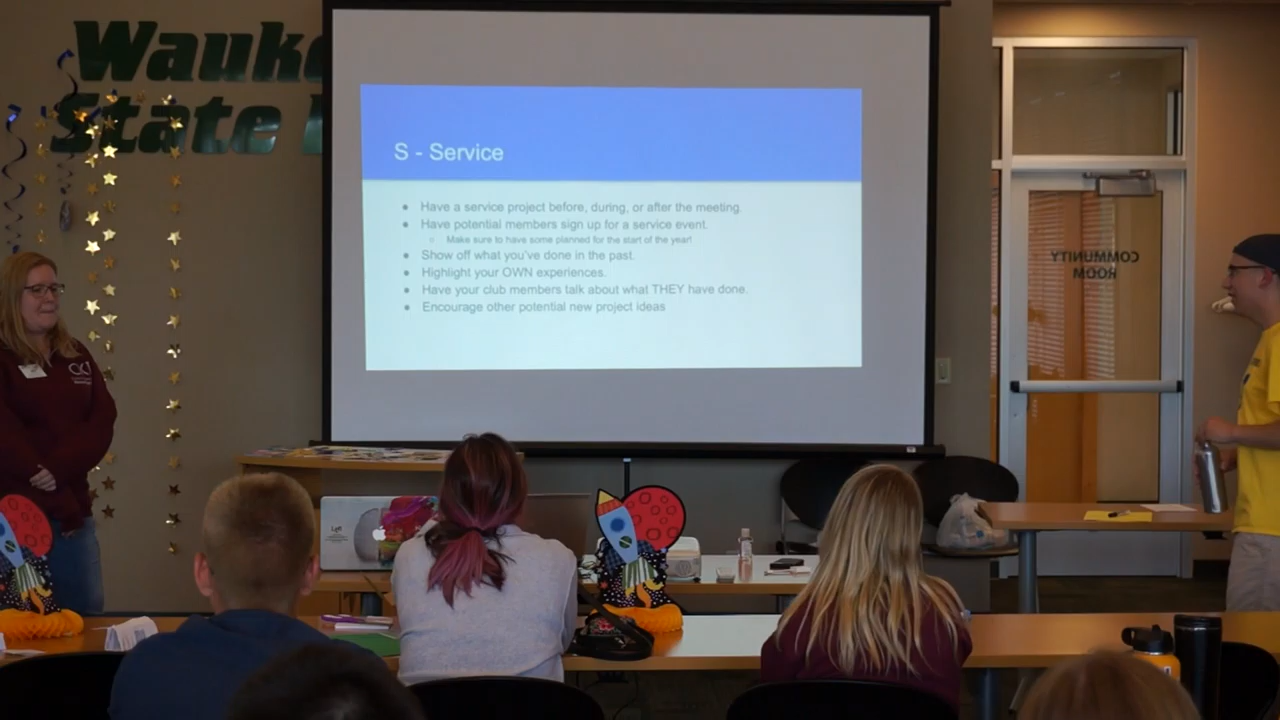 Wauke
State
S - Service
Have a service project before, during, or after the meeting.
Have potential members sign up for a service event.
Make sure to have some planned for the start of the year!
Show off what you've done in the past.
Highlight your OWN experiences.
Have your club members talk about what THEY have done.
Encourage other potential new project ideas
COMMUNITY
ROOM
CKI
Lyft